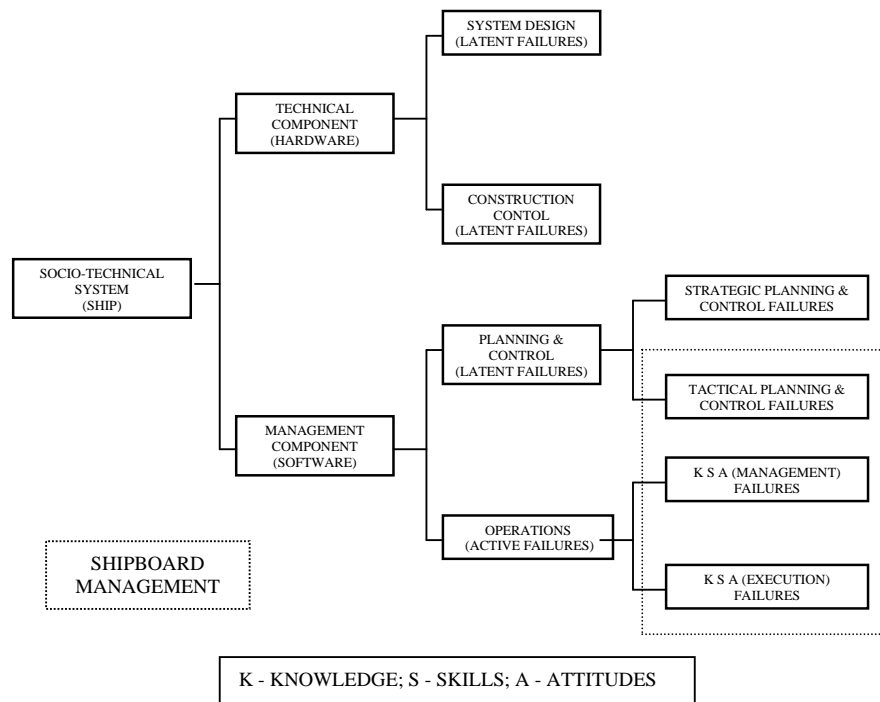 SYSTEM DESIGN
(LATENT FAILURES)
TECHNICAL
COMPONENT
(HARDWARE)
CONSTRUCTION
CONTOL
(LATENT FAILURES)
SOCIO-TECHNICAL
SYSTEM
(SHIP)
STRATEGIC PLANNING &
CONTROL FAILURES
PLANNING &
CONTROL
(LATENT FAILURES)
TACTICAL PLANNING &
CONTROL FAILURES
MANAGEMENT
COMPONENT
(SOFTWARE)
K S A (MANAGEMENT)
FAILURES
OPERATIONS
(ACTIVE FAILURES)
SHIPBOARD
MANAGEMENT
K S A (EXECUTION)
FAILURES
K - KNOWLEDGE; S - SKILLS; A - ATTITUDES